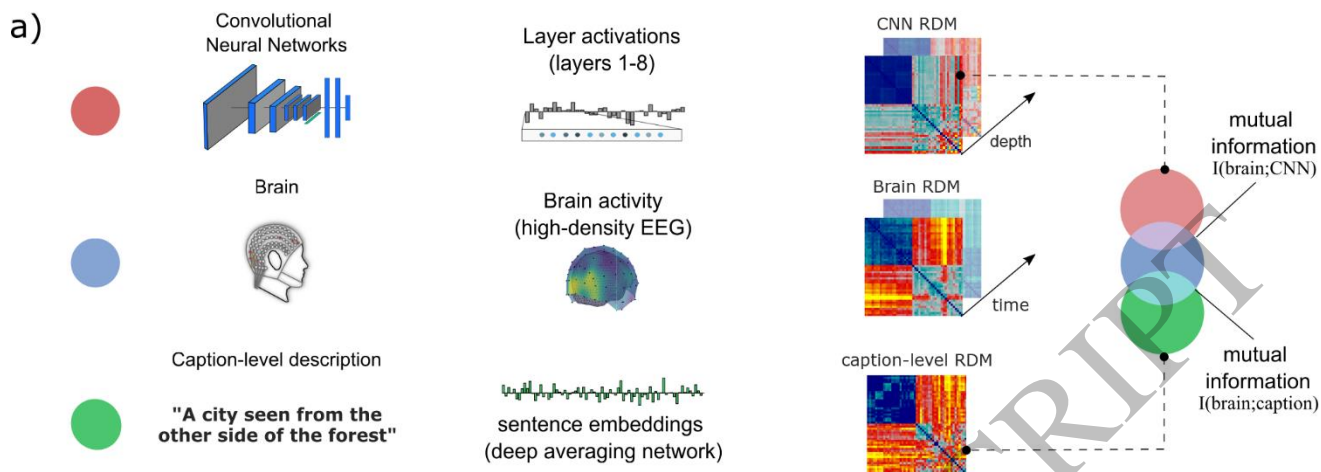 a)
Convolutional
Neural Networks
Layer activations
(layers 1-8)
CNN RDM
depth
mutual
information
I(brain;CNN)
Brain
Brain activity
(high-density EEG)
Brain RDM
time
Caption-level description
"A city seen from the
other side of the forest"
sentence embeddings
(deep averaging network)
caption-level RDM
mutual
information
I(brain;caption)
CRIPT